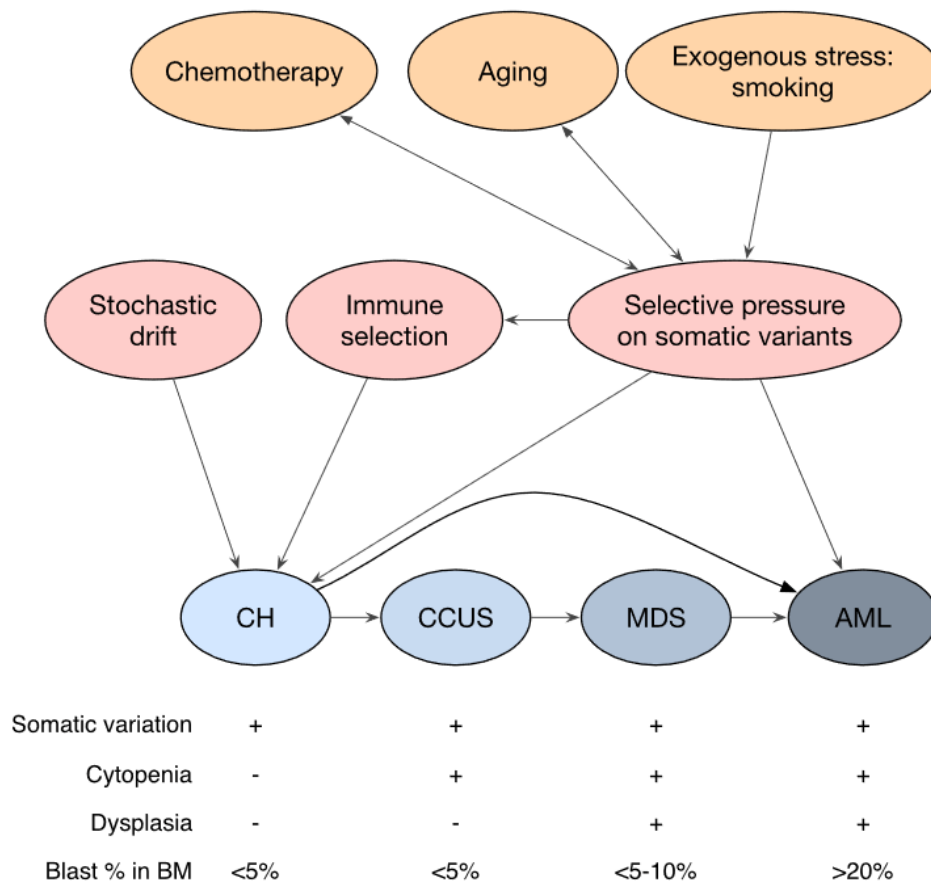 Chemotherapy
Aging
Exogenous stress:
smoking
Stochastic
drift
Immune
selection
Selective pressure
on somatic variants
CH
CCUS
MDS
AML
Somatic variation + + + +
Cytopenia - + + +
Dysplasia - - + +
Blast % in BM <5% <5% <5-10% >20%